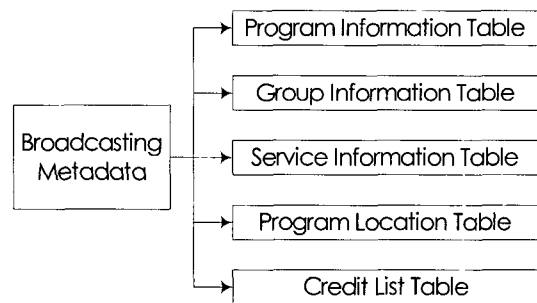 Program Information Table
Group Information Table
Broadcasting
Metadata
Service Information Table
Program Location Table
Credit List Table